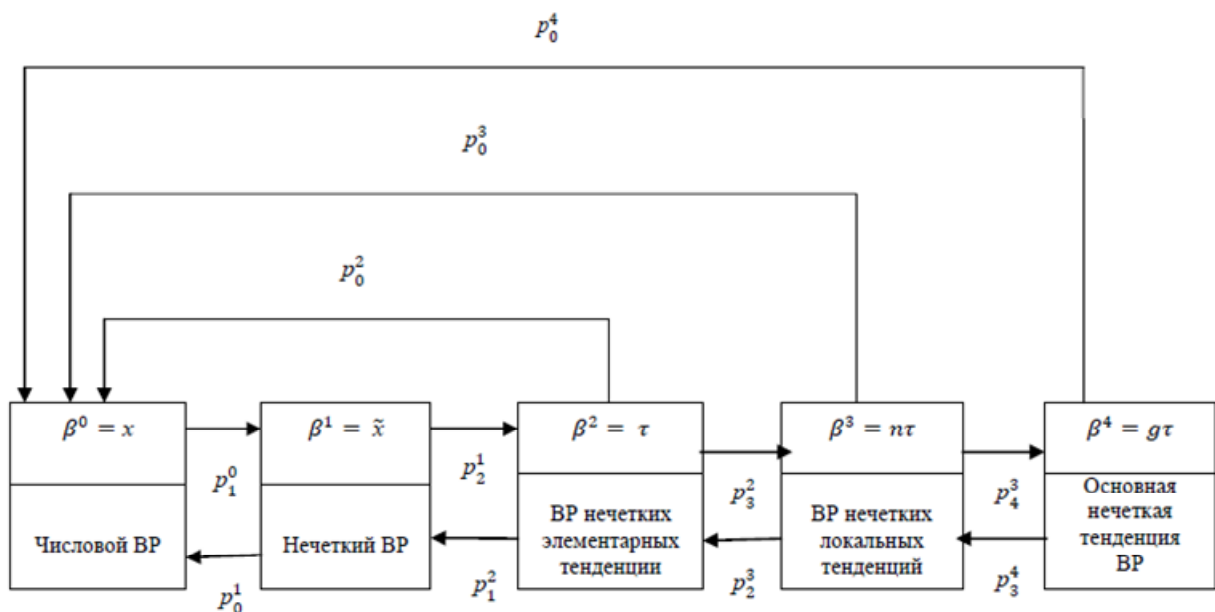 p₀⁴
p₀³
p₀²
β⁰ = x
β¹ = x̃
β² = τ
β³ = nτ
β⁴ = gτ
p₁⁰
p₂¹
p₃²
p₄³
Числовой ВР
Нечеткий ВР
ВР нечетких
элементарных
тенденции
ВР нечетких
локальных
тенденций
Основная
нечеткая
тенденция
ВР
p₀¹
p₁²
p₂³
p₃⁴